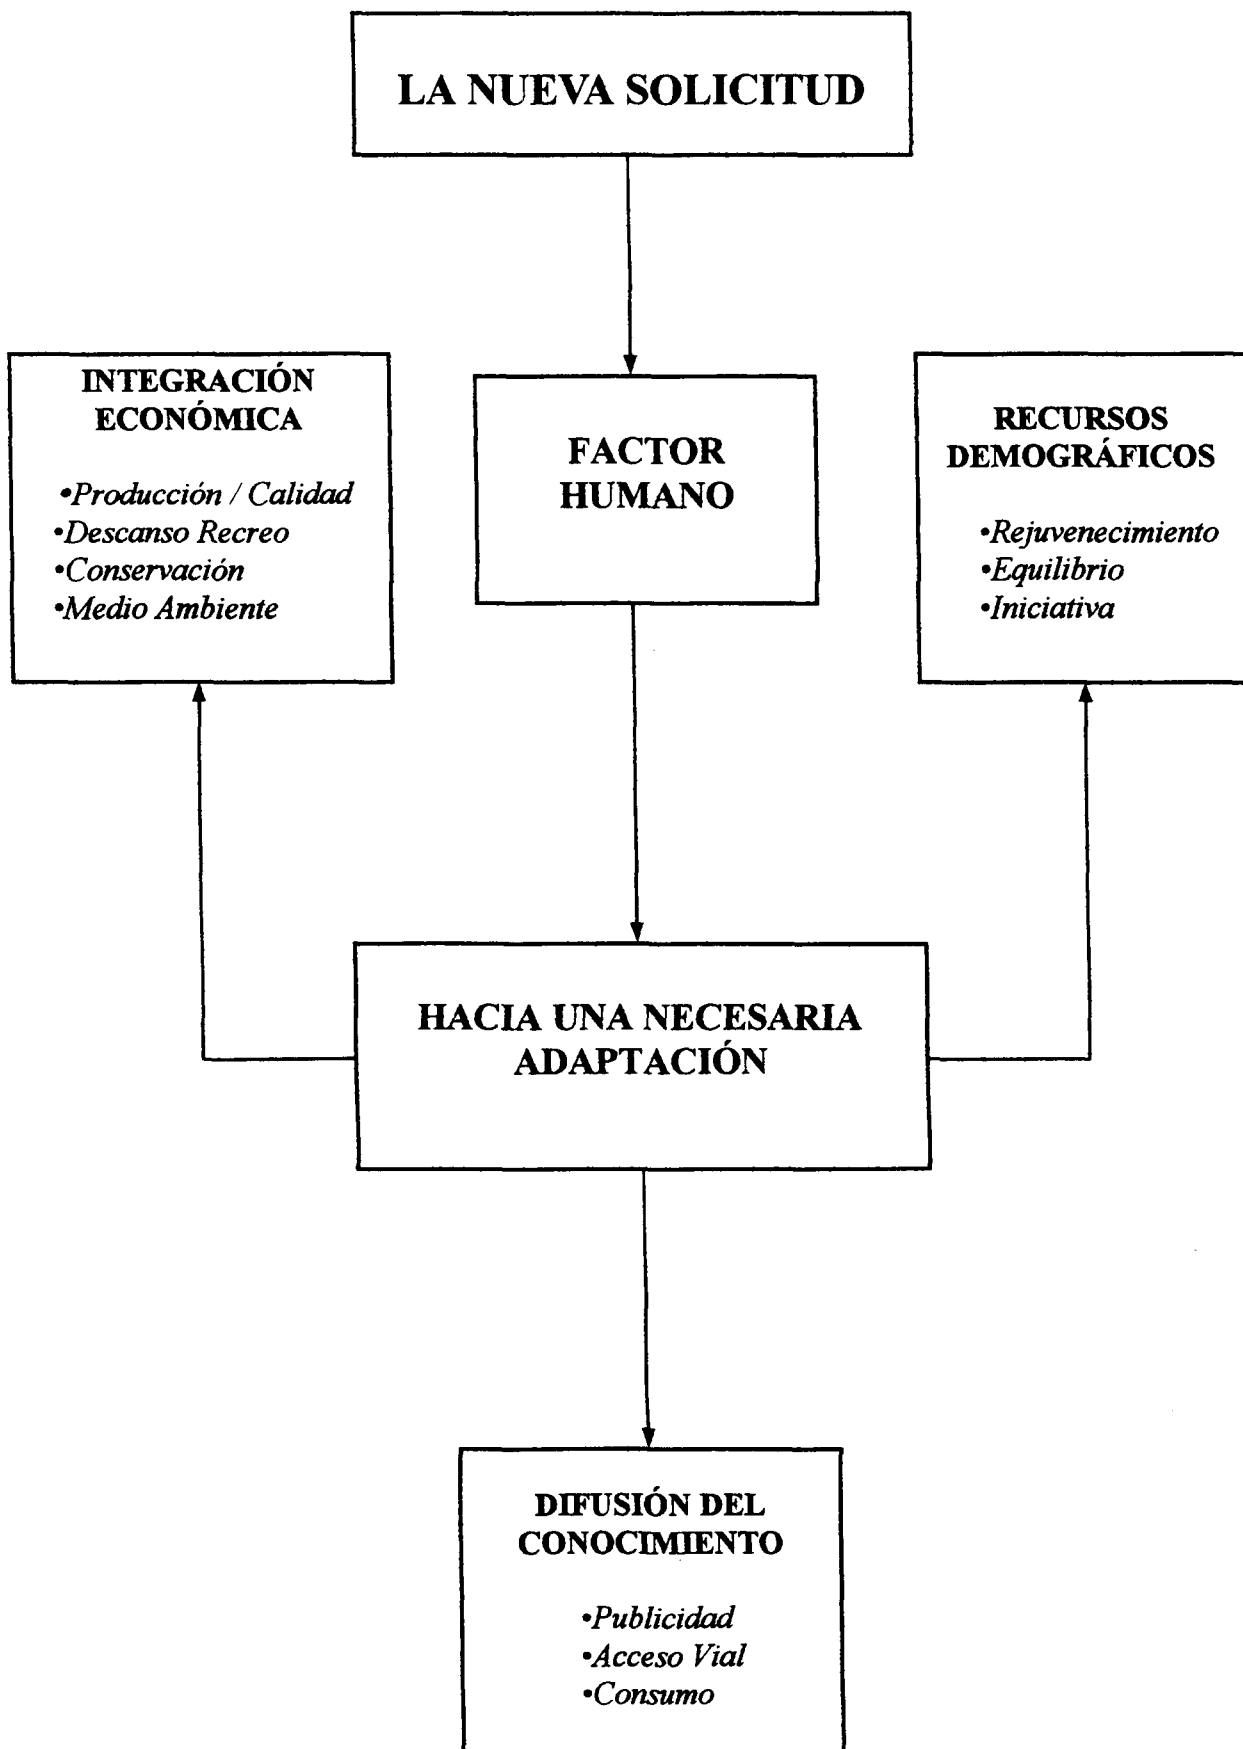 LA NUEVA SOLICITUD
INTEGRACIÓN
ECONÓMICA
•Producción / Calidad
•Descanso Recreo
•Conservación
•Medio Ambiente
FACTOR
HUMANO
RECURSOS
DEMOGRÁFICOS
•Rejuvenecimiento
•Equilibrio
•Iniciativa
HACIA UNA NECESARIA
ADAPTACIÓN
DIFUSIÓN DEL
CONOCIMIENTO
•Publicidad
•Acceso Vial
•Consumo